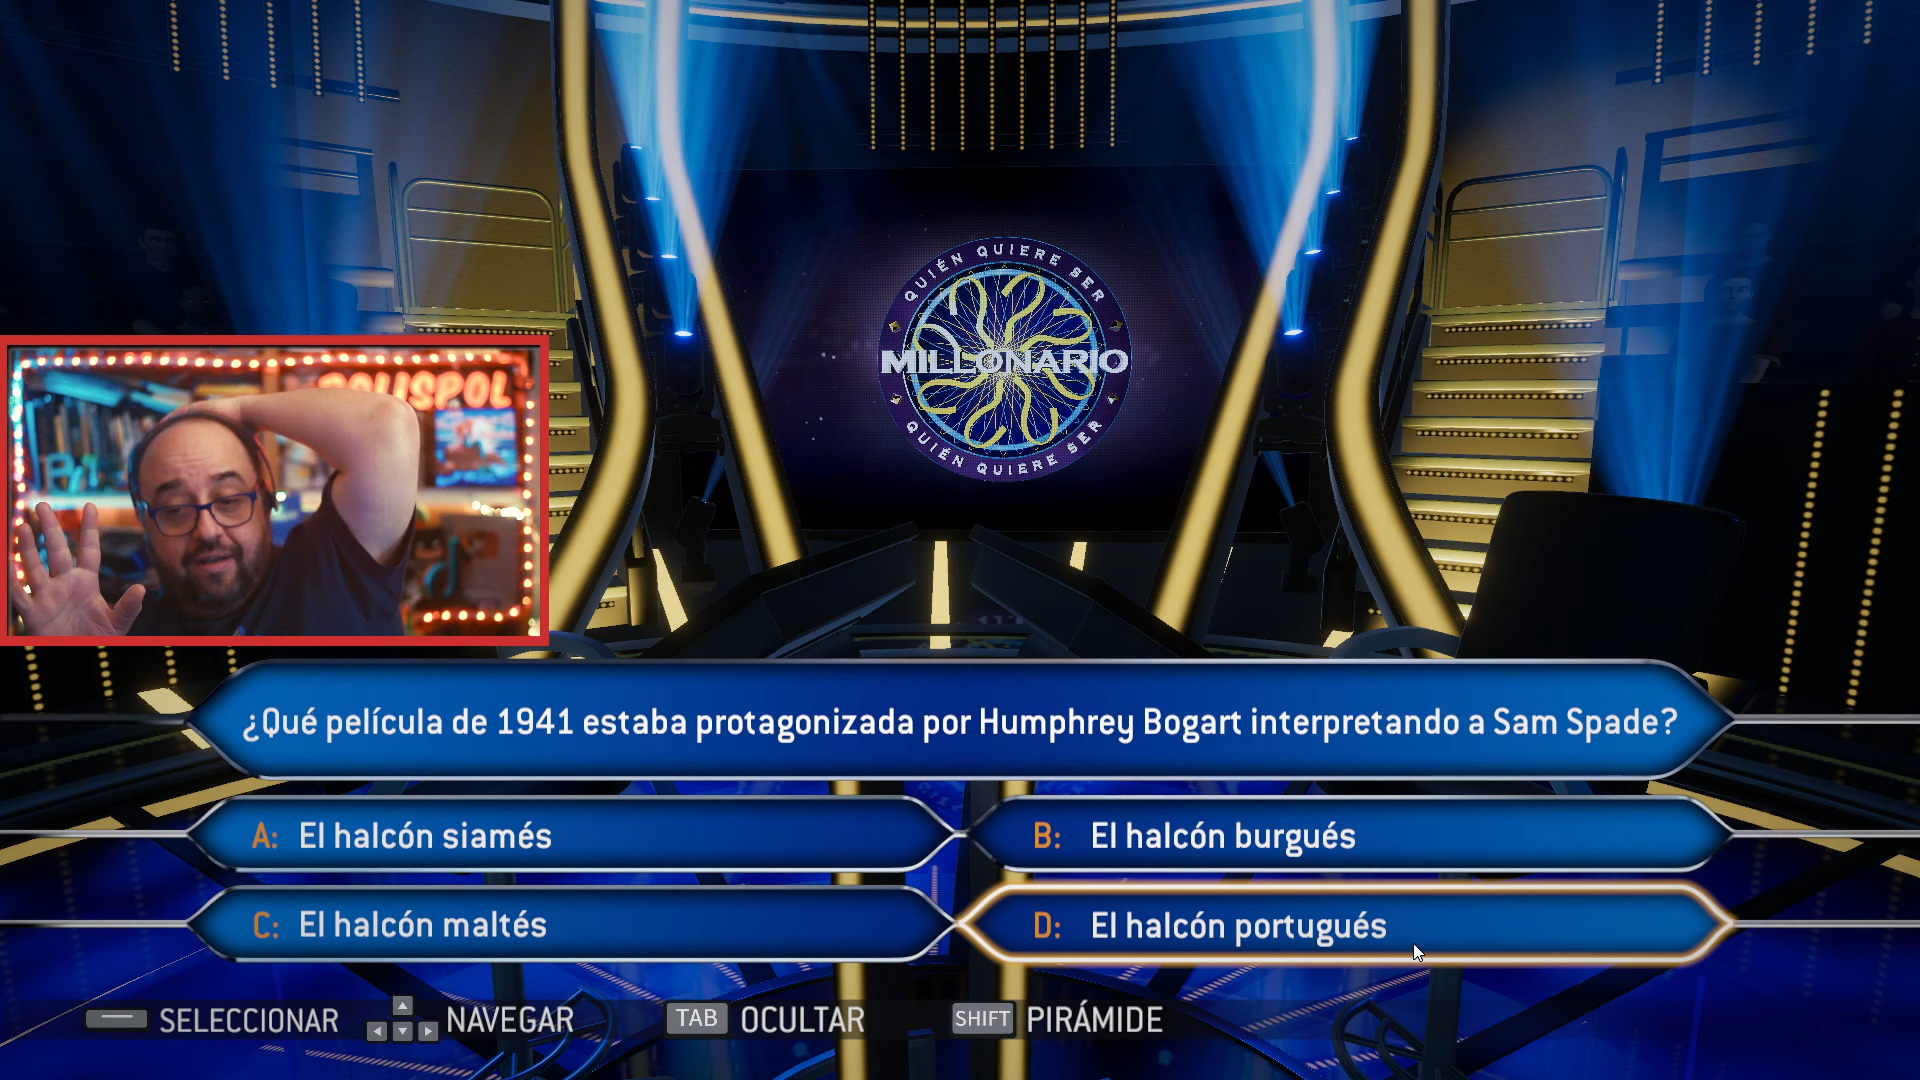 QUIÉN QUIERE SER
MILLONARIO
QUIÉN QUIERE SER
¿Qué película de 1941 estaba protagonizada por Humphrey Bogart interpretando a Sam Spade?
A: El halcón siamés
B: El halcón burgués
C: El halcón maltés
D: El halcón portugués
SELECCIONAR
NAVEGAR
TAB OCULTAR
SHIFT PIRÁMIDE